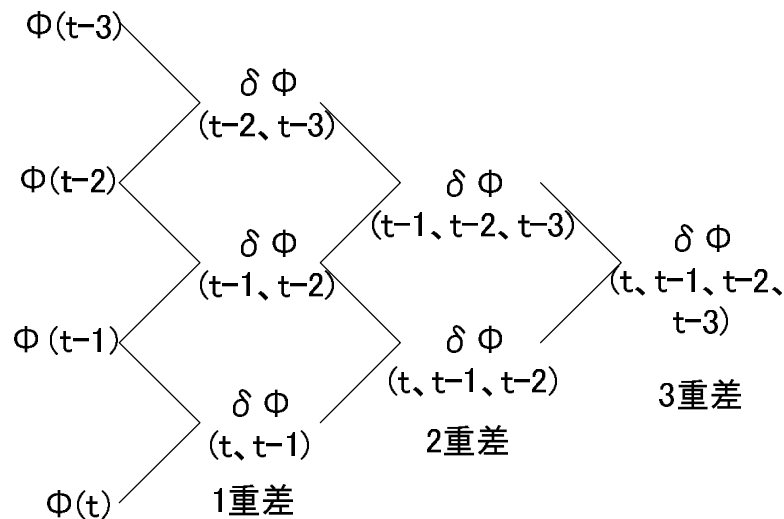 Φ(t-3)
δΦ
(t-2、t-3)
Φ(t-2)
δΦ
(t-1、t-2、t-3)
δΦ
(t-1、t-2)
δΦ
(t、t-1、t-2、
t-3)
Φ(t-1)
δΦ
(t、t-1、t-2)
3重差
δΦ
(t、t-1)
2重差
Φ(t)
1重差